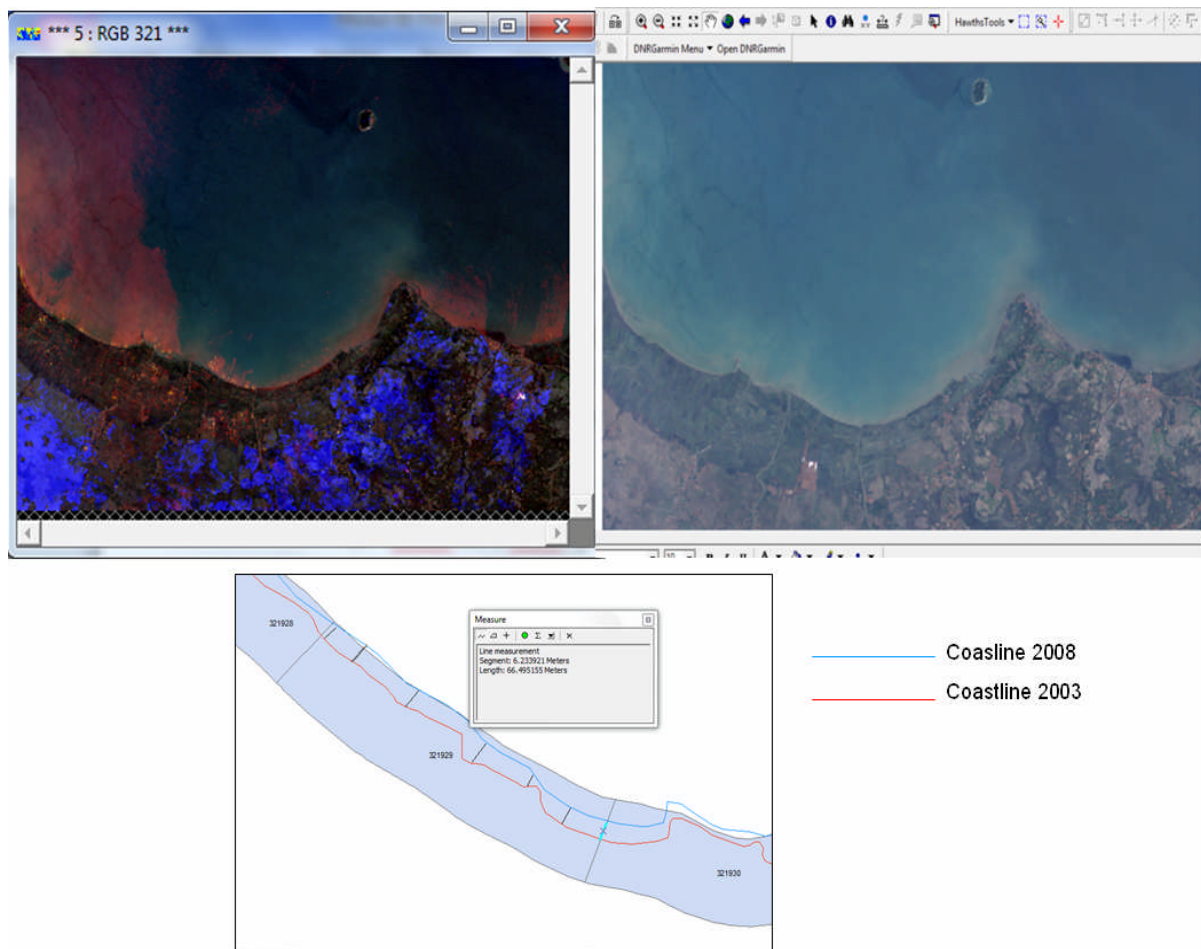 *** 5 : RGB 321 ***
HawthsTools
DNRGarmin Menu Open DNRGarmin
10 B I U A
Measure
Line measurement
Segment: 6.233921 Meters
Length: 66.495155 Meters
321928
321929
321930
Coasline 2008
Coastline 2003